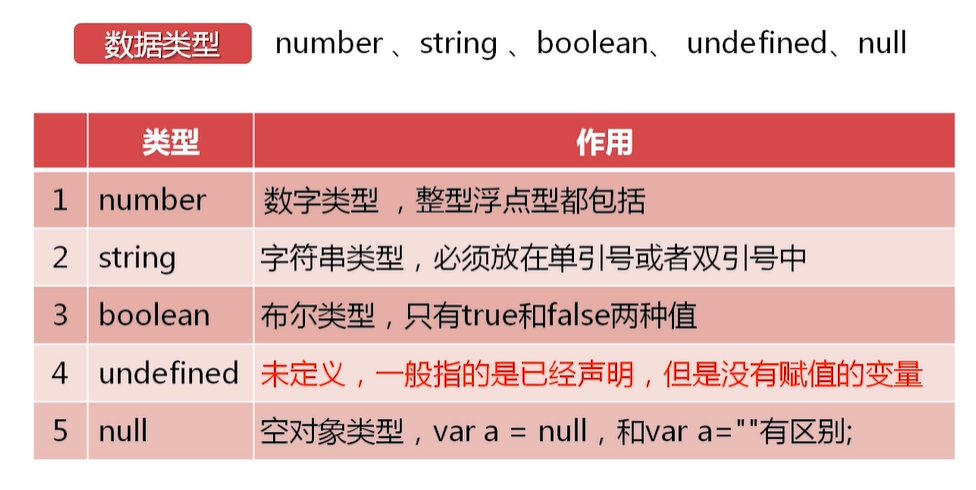 数据类型 number 、string 、boolean、 undefined、null
类型 作用
1 number 数字类型 ，整型浮点型都包括
2 string 字符串类型，必须放在单引号或者双引号中
3 boolean 布尔类型，只有true和false两种值
4 undefined 未定义，一般指的是已经声明，但是没有赋值的变量
5 null 空对象类型，var a = null，和var a=""有区别;